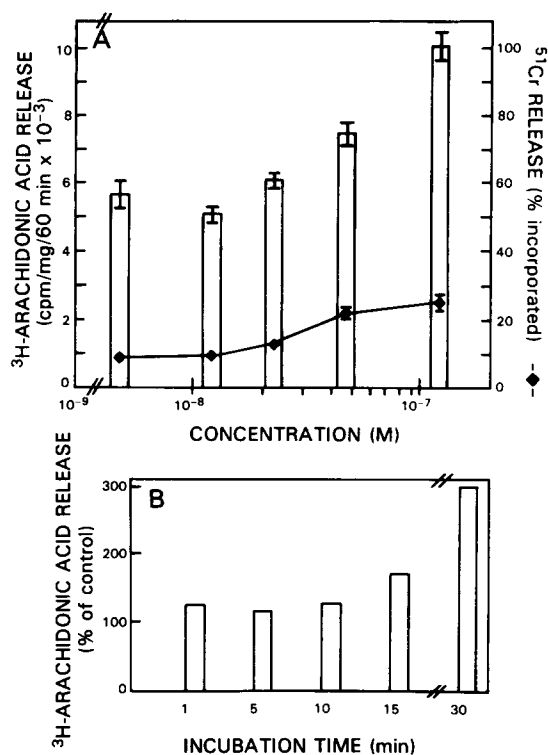 A
³H-ARACHIDONIC ACID RELEASE
(cpm/mg/60 min x 10⁻³)
10
8
6
4
2
0
100
80
60
40
20
0
⁵¹Cr RELEASE (% incorporated) -◆-
10⁻⁹
10⁻⁸
10⁻⁷
CONCENTRATION (M)
B
³H-ARACHIDONIC ACID RELEASE
(% of control)
300
200
100
0
1
5
10
15
30
INCUBATION TIME (min)